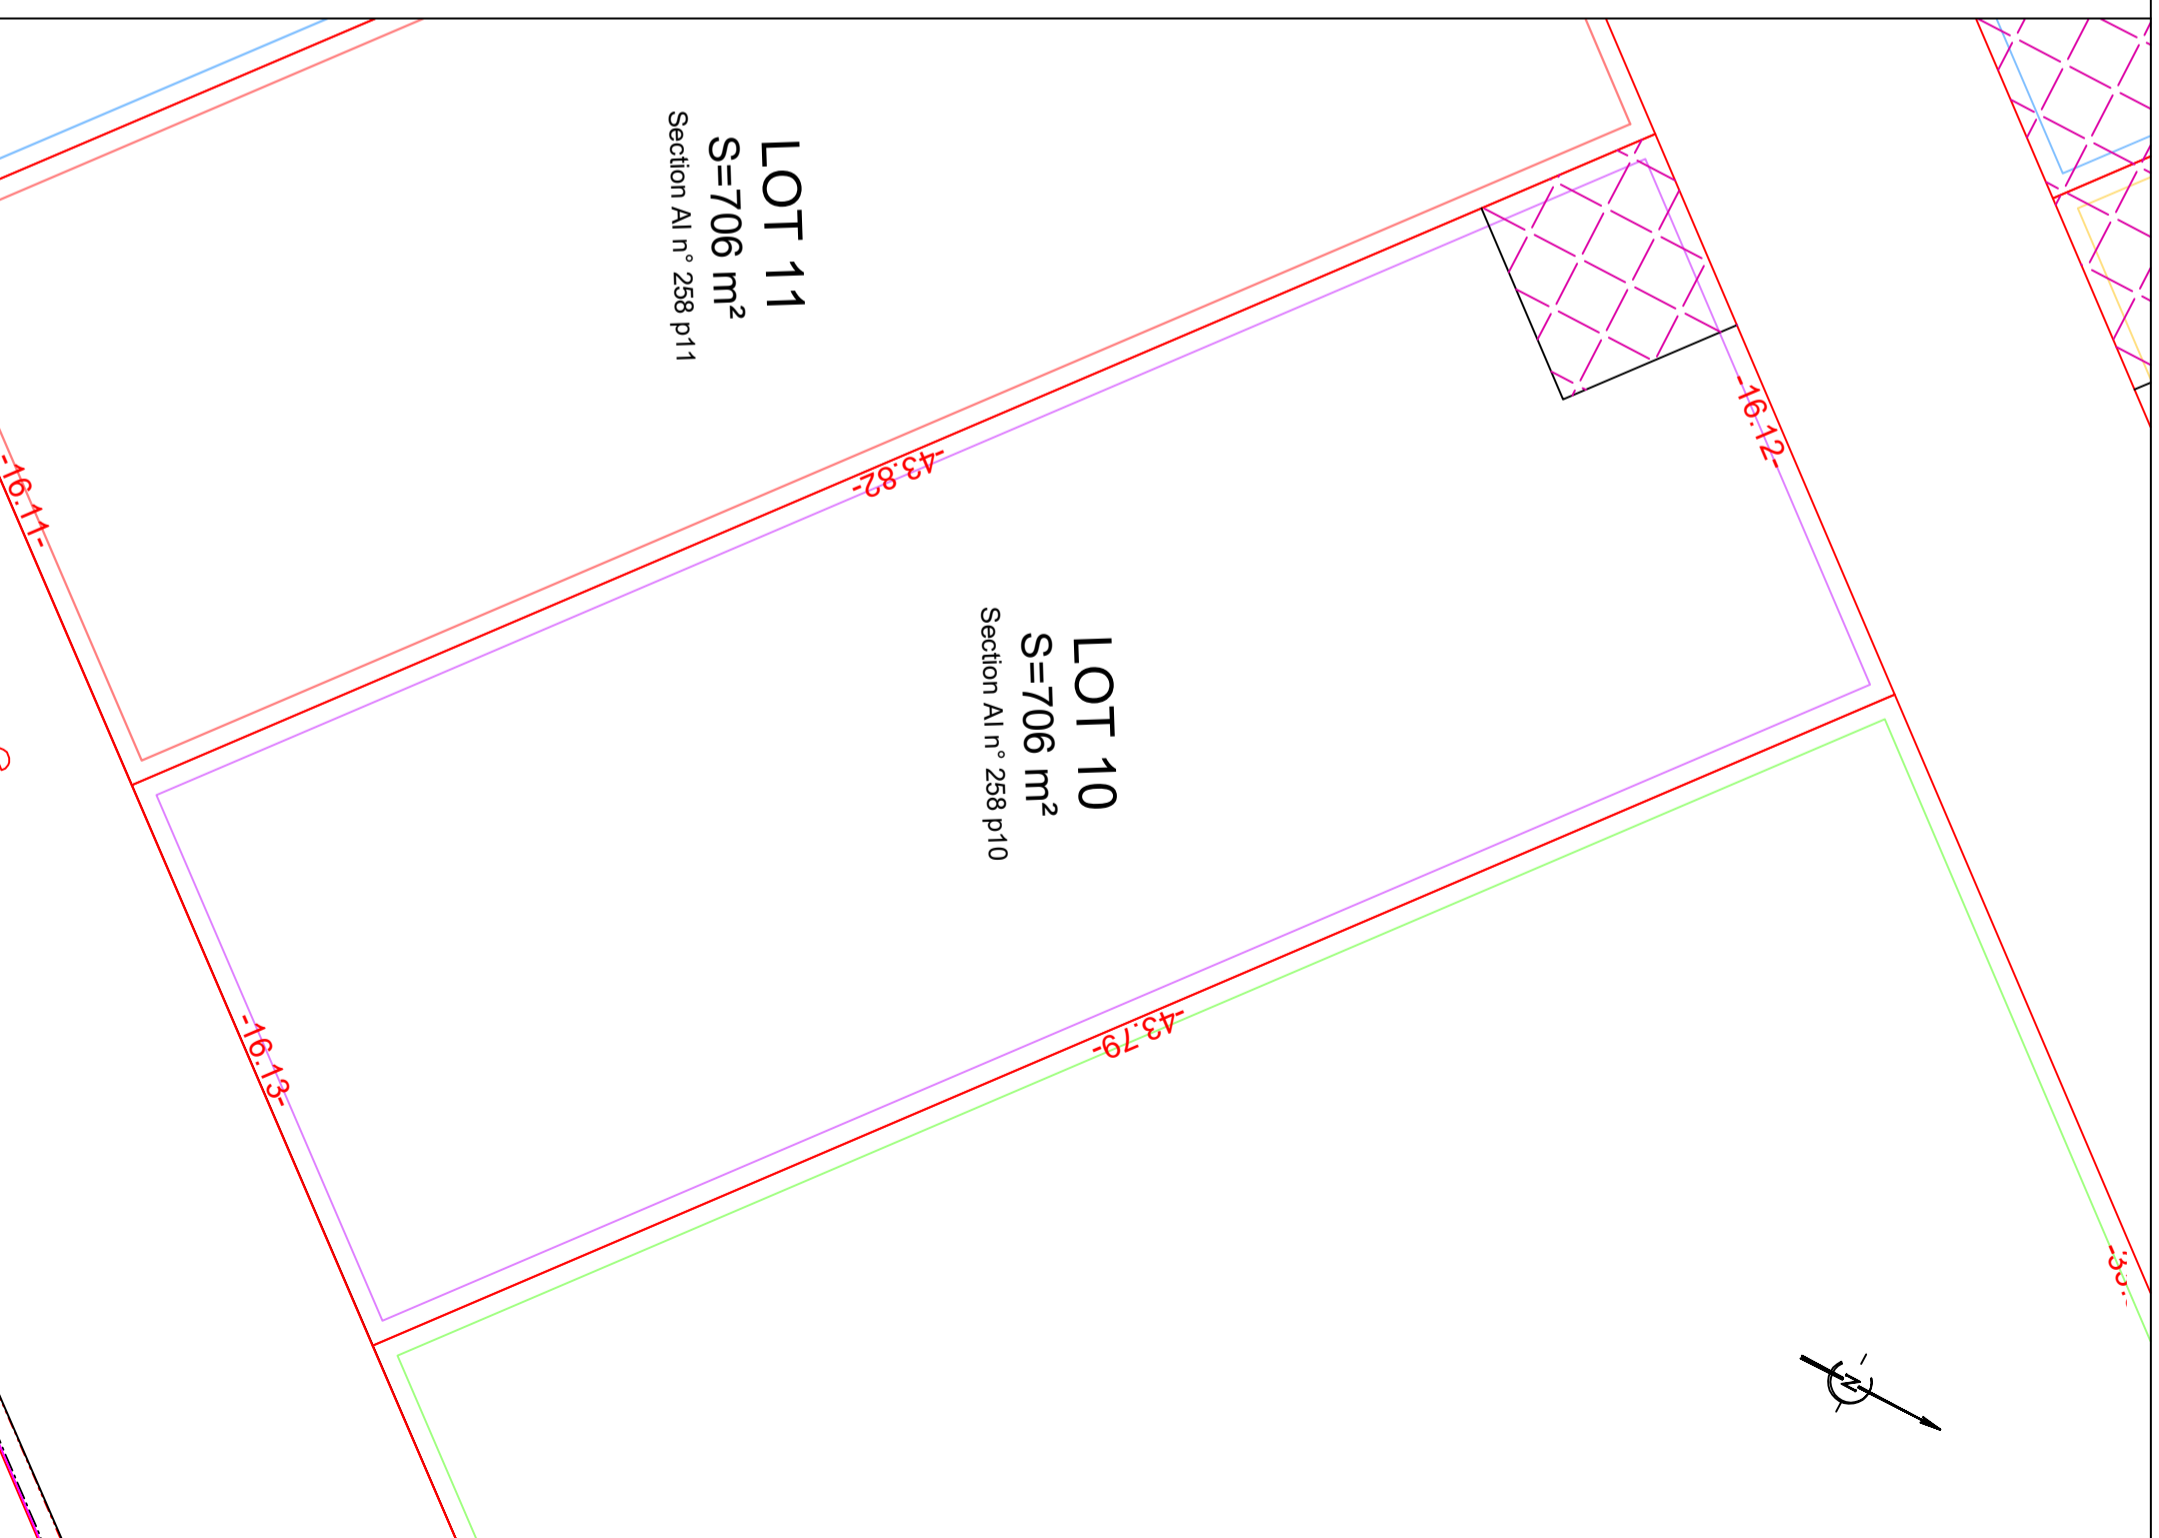 LOT 11
S=706 m²
Section AI n° 258 p11
-16.11-
-43.82-
-16.12-
LOT 10
S=706 m²
Section AI n° 258 p10
-16.13-
-43.79-
N